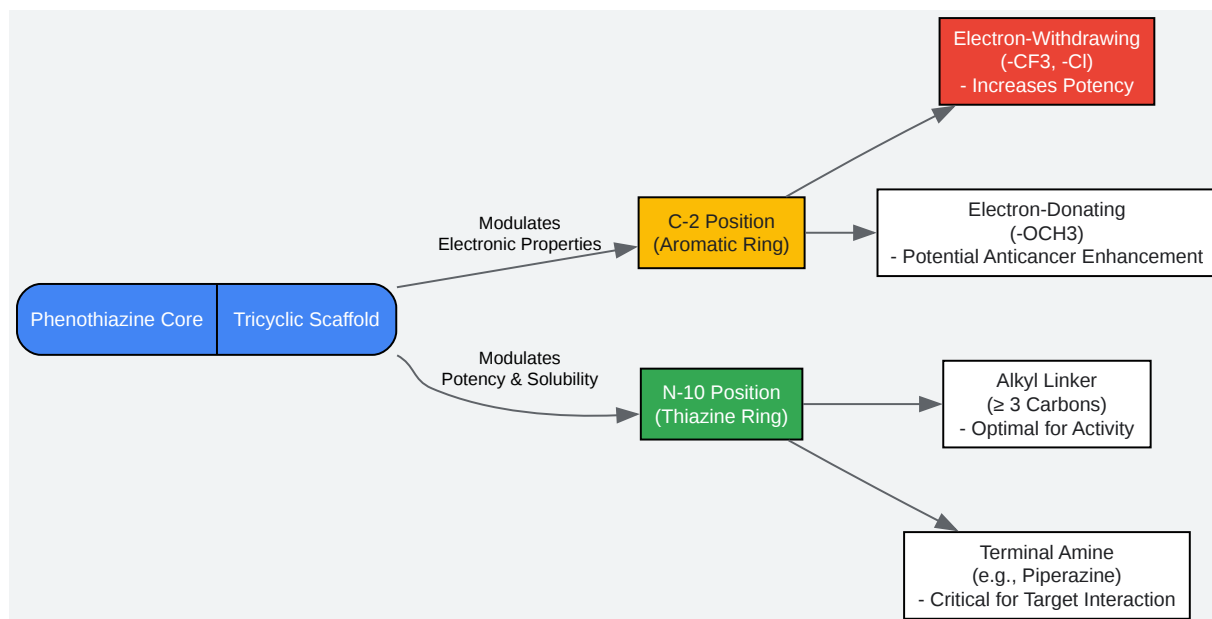 Electron-Withdrawing
(-CF3, -Cl)
- Increases Potency
Modulates
Electronic Properties
C-2 Position
(Aromatic Ring)
Electron-Donating
(-OCH3)
- Potential Anticancer Enhancement
Phenothiazine Core
Tricyclic Scaffold
Modulates
Potency & Solubility
N-10 Position
(Thiazine Ring)
Alkyl Linker
(≥ 3 Carbons)
- Optimal for Activity
Terminal Amine
(e.g., Piperazine)
- Critical for Target Interaction